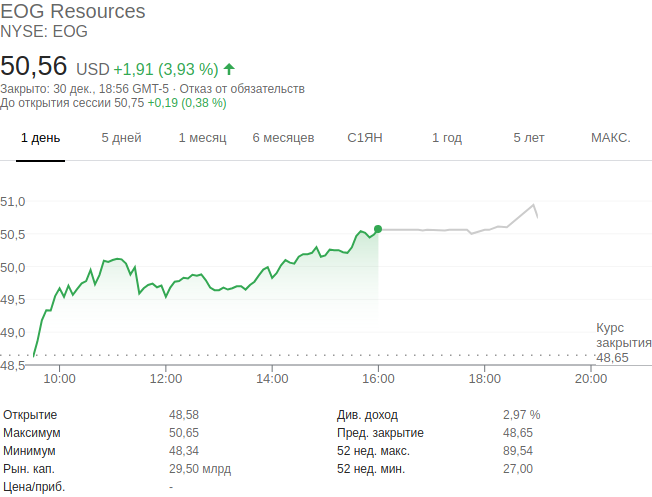 EOG Resources
NYSE: EOG
50,56 USD +1,91 (3,93 %)
Закрыто: 30 дек., 18:56 GMT-5 · Отказ от обязательств
До открытия сессии 50,75 +0,19 (0,38 %)
1 день 5 дней 1 месяц 6 месяцев С1ЯН 1 год 5 лет МАКС.
51,0
50,5
50,0
49,5
49,0
Курс
закрытия
48,65
48,5
10:00 12:00 14:00 16:00 18:00 20:00
Открытие 48,58 Див. доход 2,97 %
Максимум 50,65 Пред. закрытие 48,65
Минимум 48,34 52 нед. макс. 89,54
Рын. кап. 29,50 млрд 52 нед. мин. 27,00
Цена/приб. -